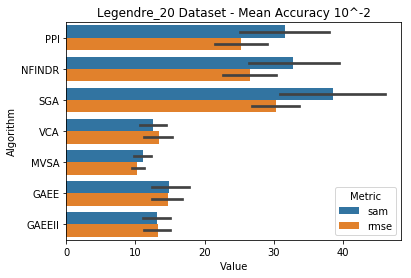 Legendre_20 Dataset - Mean Accuracy 10^-2
Algorithm
PPI
NFINDR
SGA
VCA
MVSA
GAEE
GAEEII
Metric
sam
rmse
0 10 20 30 40
Value